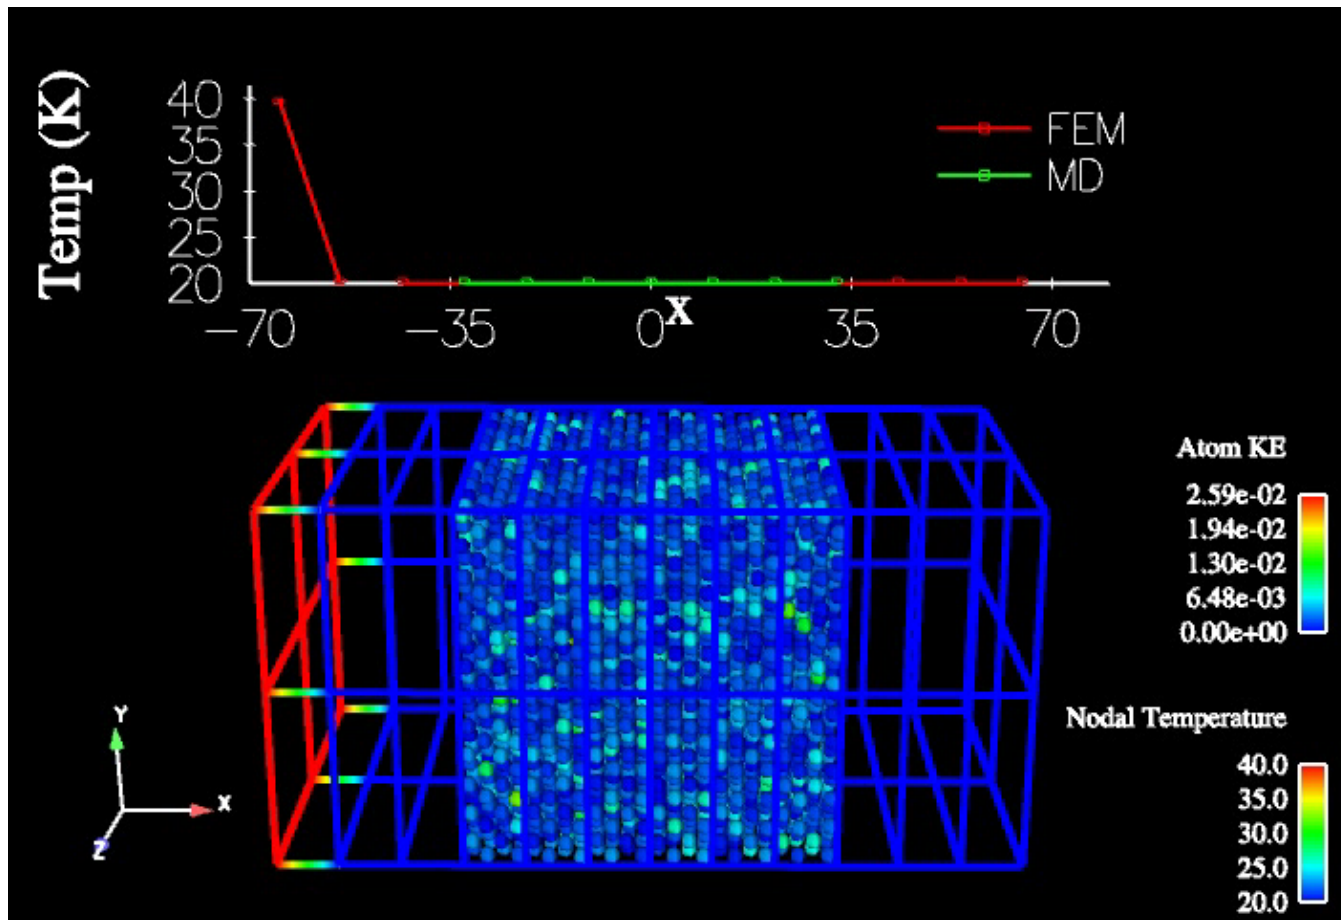 Temp (K)
40
35
30
25
20
FEM
MD
-70
-35
0
X
35
70
Atom KE
2.59e-02
1.94e-02
1.30e-02
6.48e-03
0.00e+00
Nodal Temperature
40.0
35.0
30.0
25.0
20.0
Y
X
Z